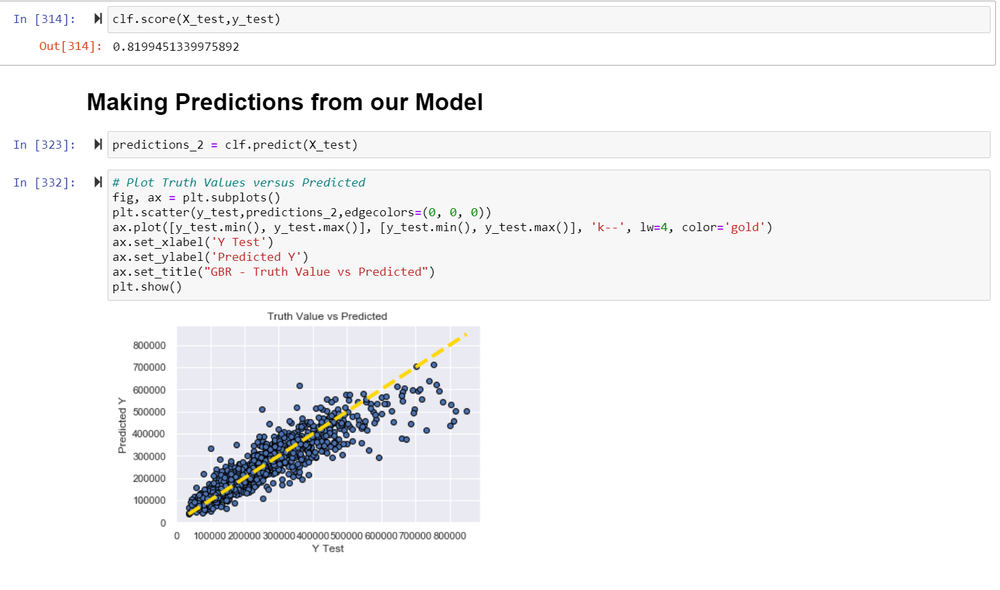 In [314]: clf.score(X_test,y_test)
Out[314]: 0.8199451339975892
Making Predictions from our Model
In [323]: predictions_2 = clf.predict(X_test)
In [332]: # Plot Truth Values versus Predicted
fig, ax = plt.subplots()
plt.scatter(y_test,predictions_2,edgecolors=(0, 0, 0))
ax.plot([y_test.min(), y_test.max()], [y_test.min(), y_test.max()], 'k--', lw=4, color='gold')
ax.set_xlabel('Y Test')
ax.set_ylabel('Predicted Y')
ax.set_title("GBR - Truth Value vs Predicted")
plt.show()
Truth Value vs Predicted
800000
700000
600000
500000
400000
300000
200000
100000
0
Predicted Y
0 100000 200000 300000 400000 500000 600000 700000 800000
Y Test